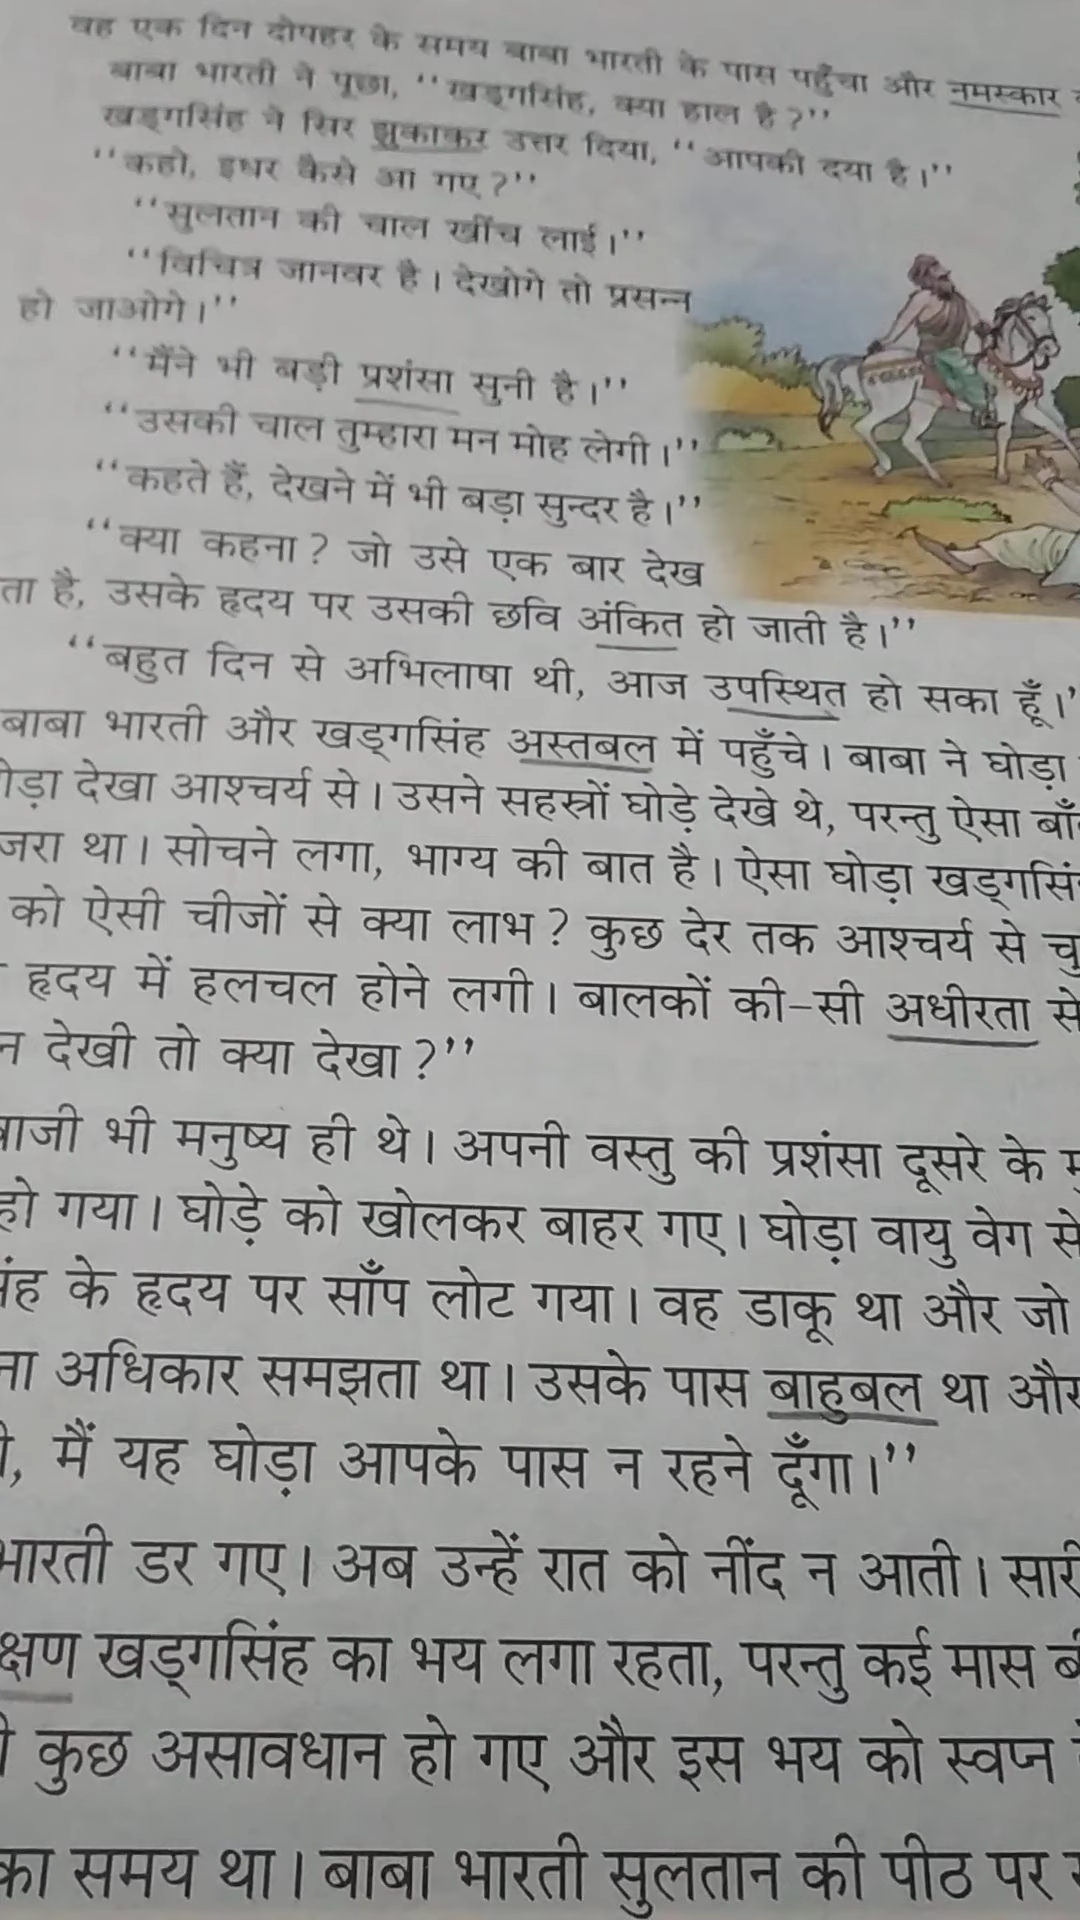 वह एक दिन दोपहर के समय बाबा भारती के पास पहुँचा और नमस्कार
बाबा भारती ने पूछा, ‘‘खड्गसिंह, क्या हाल है?’’
खड्गसिंह ने सिर झुकाकर उत्तर दिया, ‘‘आपकी दया है।’’
‘‘कहो, इधर कैसे आ गए?’’
‘‘सुलतान की चाल खींच लाई।’’
‘‘विचित्र जानवर है। देखोगे तो प्रसन्न
हो जाओगे।’’
‘‘मैंने भी बड़ी प्रशंसा सुनी है।’’
‘‘उसकी चाल तुम्हारा मन मोह लेगी।’’
‘‘कहते हैं, देखने में भी बड़ा सुन्दर है।’’
‘‘क्या कहना? जो उसे एक बार देख
ता है, उसके हृदय पर उसकी छवि अंकित हो जाती है।’’
‘‘बहुत दिन से अभिलाषा थी, आज उपस्थित हो सका हूँ।’
बाबा भारती और खड्गसिंह अस्तबल में पहुँचे। बाबा ने घोड़ा
ोड़ा देखा आश्चर्य से। उसने सहस्रों घोड़े देखे थे, परन्तु ऐसा बाँ
जरा था। सोचने लगा, भाग्य की बात है। ऐसा घोड़ा खड्गसिं
को ऐसी चीजों से क्या लाभ? कुछ देर तक आश्चर्य से चु
हृदय में हलचल होने लगी। बालकों की-सी अधीरता से
न देखी तो क्या देखा?’’
बाजी भी मनुष्य ही थे। अपनी वस्तु की प्रशंसा दूसरे के मु
हो गया। घोड़े को खोलकर बाहर गए। घोड़ा वायु वेग से
संह के हृदय पर साँप लोट गया। वह डाकू था और जो
ना अधिकार समझता था। उसके पास बाहुबल था और
ी, मैं यह घोड़ा आपके पास न रहने दूँगा।’’
भारती डर गए। अब उन्हें रात को नींद न आती। सारी
क्षण खड्गसिंह का भय लगा रहता, परन्तु कई मास बी
ी कुछ असावधान हो गए और इस भय को स्वप्न
का समय था। बाबा भारती सुलतान की पीठ पर